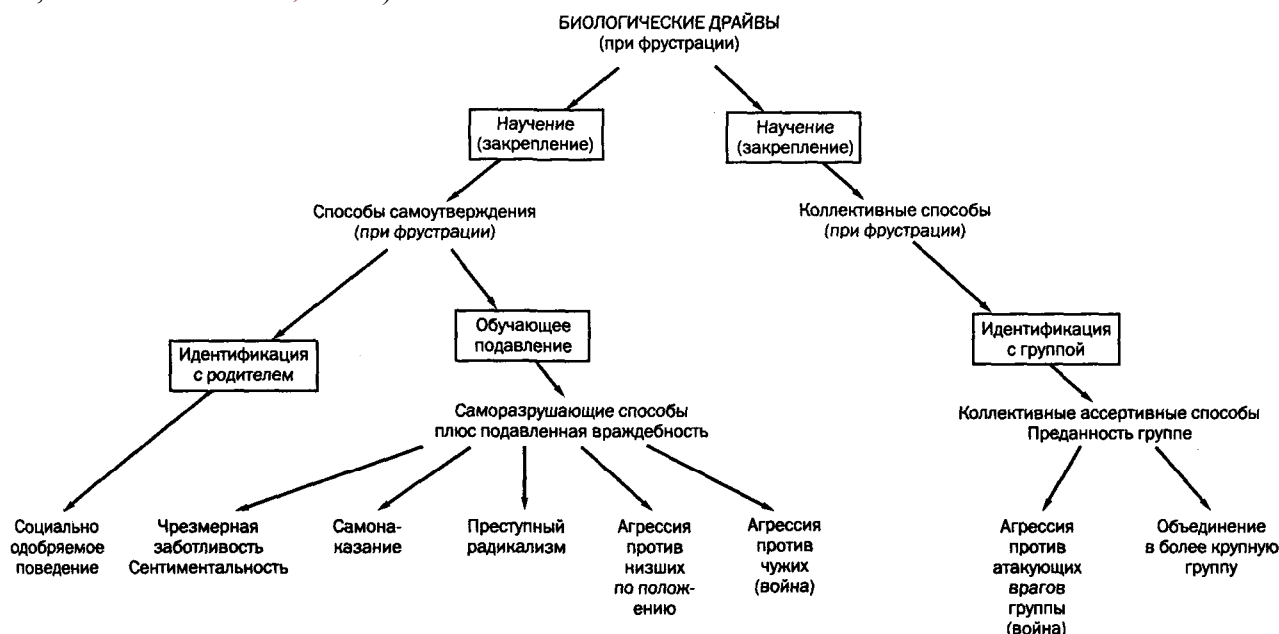 БИОЛОГИЧЕСКИЕ ДРАЙВЫ
(при фрустрации)
Научение
(закрепление)
Научение
(закрепление)
Способы самоутверждения
(при фрустрации)
Коллективные способы
(при фрустрации)
Идентификация
с родителем
Обучающее
подавление
Идентификация
с группой
Саморазрушающие способы
плюс подавленная враждебность
Коллективные ассертивные способы
Преданность группе
Социально
одобряемое
поведение
Чрезмерная
заботливость
Сентиментальность
Самона-
казание
Преступный
радикализм
Агрессия
против
низших
по полож-
ению
Агрессия
против
чужих
(война)
Агрессия
против
атакующих
врагов
группы
(война)
Объединение
в более крупную
группу